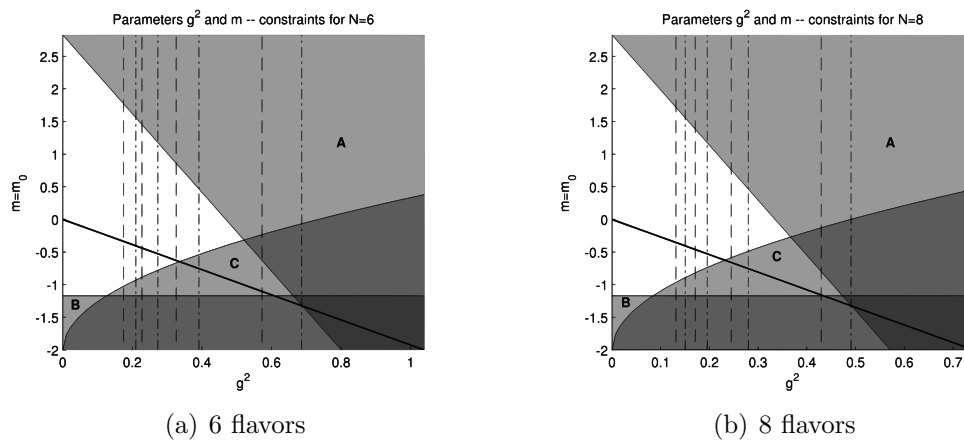 Parameters g² and m -- constraints for N=6
2.5
2
1.5
1
0.5
0
-0.5
-1
-1.5
-2
m=m₀
A
C
B
0 0.2 0.4 0.6 0.8 1
g²
(a) 6 flavors
Parameters g² and m -- constraints for N=8
2.5
2
1.5
1
0.5
0
-0.5
-1
-1.5
-2
m=m₀
A
C
B
0 0.1 0.2 0.3 0.4 0.5 0.6 0.7
g²
(b) 8 flavors